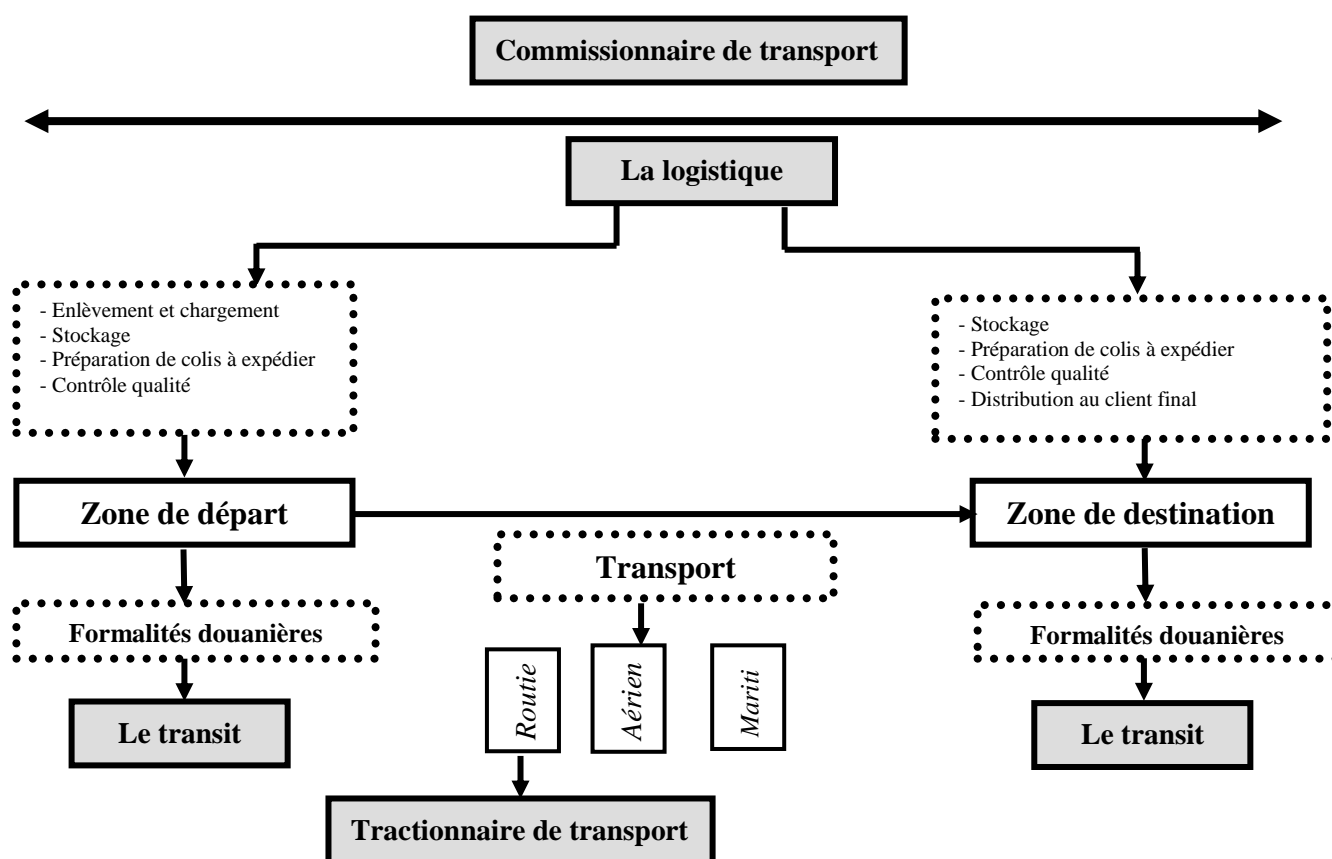 Commissionnaire de transport
La logistique
- Enlèvement et chargement
- Stockage
- Préparation de colis à expédier
- Contrôle qualité
- Stockage
- Préparation de colis à expédier
- Contrôle qualité
- Distribution au client final
Zone de départ
Zone de destination
Transport
Formalités douanières
Formalités douanières
Routie
Aérien
Mariti
Le transit
Le transit
Tractionnaire de transport